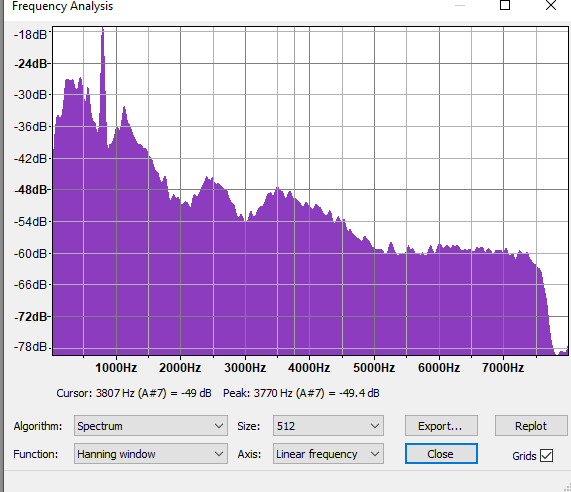 Frequency Analysis
-18dB
-24dB
-30dB
-36dB
-42dB
-48dB
-54dB
-60dB
-66dB
-72dB
-78dB
1000Hz 2000Hz 3000Hz 4000Hz 5000Hz 6000Hz 7000Hz
Cursor: 3807 Hz (A#7) = -49 dB Peak: 3770 Hz (A#7) = -49.4 dB
Algorithm: Spectrum Size: 512 Export... Replot
Function: Hanning window Axis: Linear frequency Close Grids